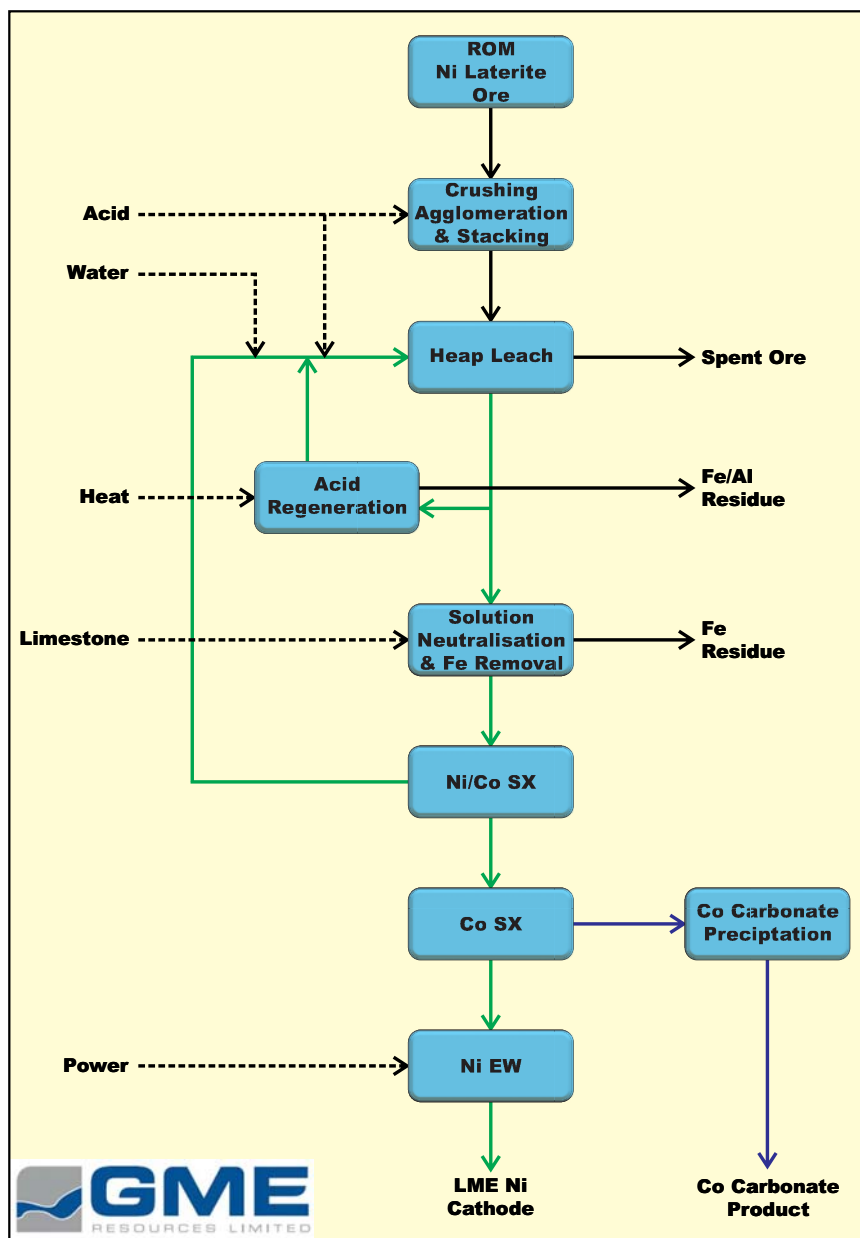 ROM
Ni Laterite
Ore
Acid
Crushing
Agglomeration
& Stacking
Water
Heap Leach
Spent Ore
Heat
Acid
Regeneration
Fe/Al
Residue
Limestone
Solution
Neutralisation
& Fe Removal
Fe
Residue
Ni/Co SX
Co SX
Co Carbonate
Preciptation
Power
Ni EW
LME Ni
Cathode
Co Carbonate
Product
GME
RESOURCES LIMITED